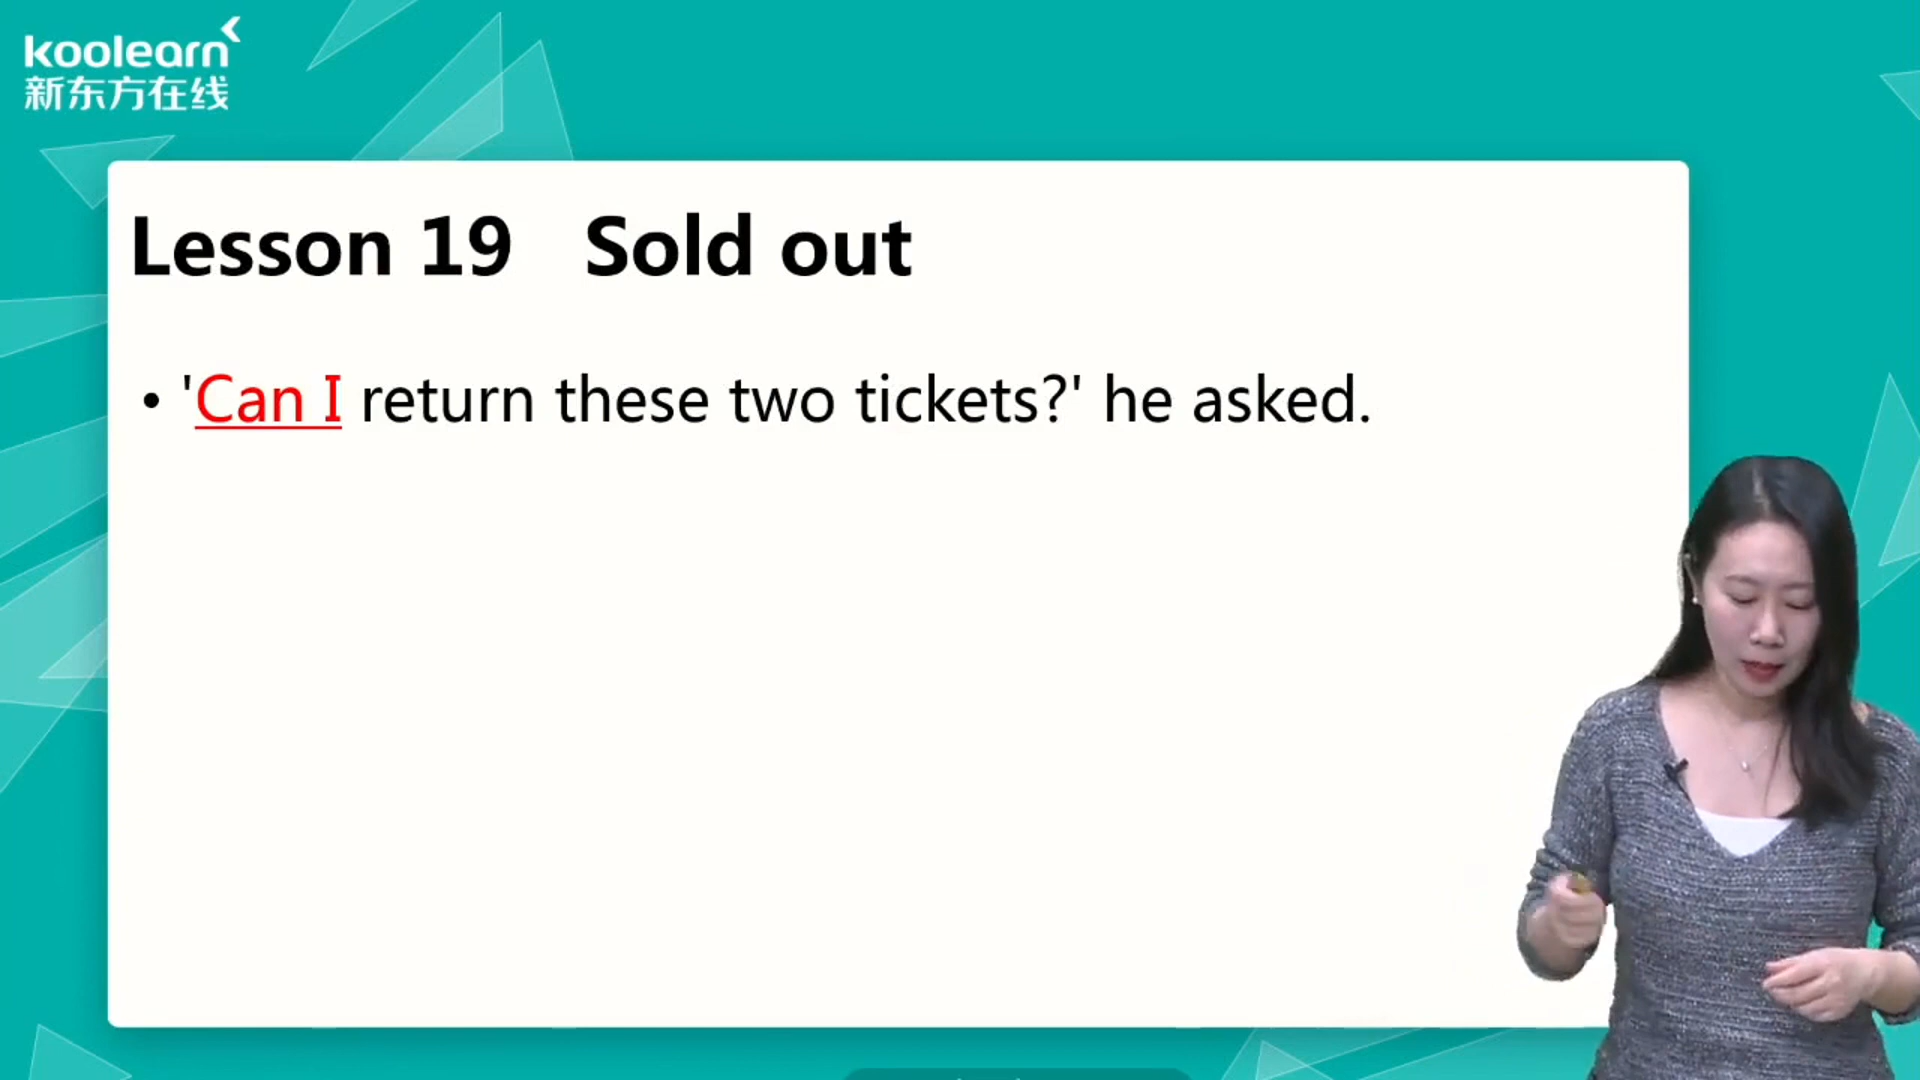 koolearn
新东方在线
Lesson 19 Sold out
• 'Can I return these two tickets?' he asked.